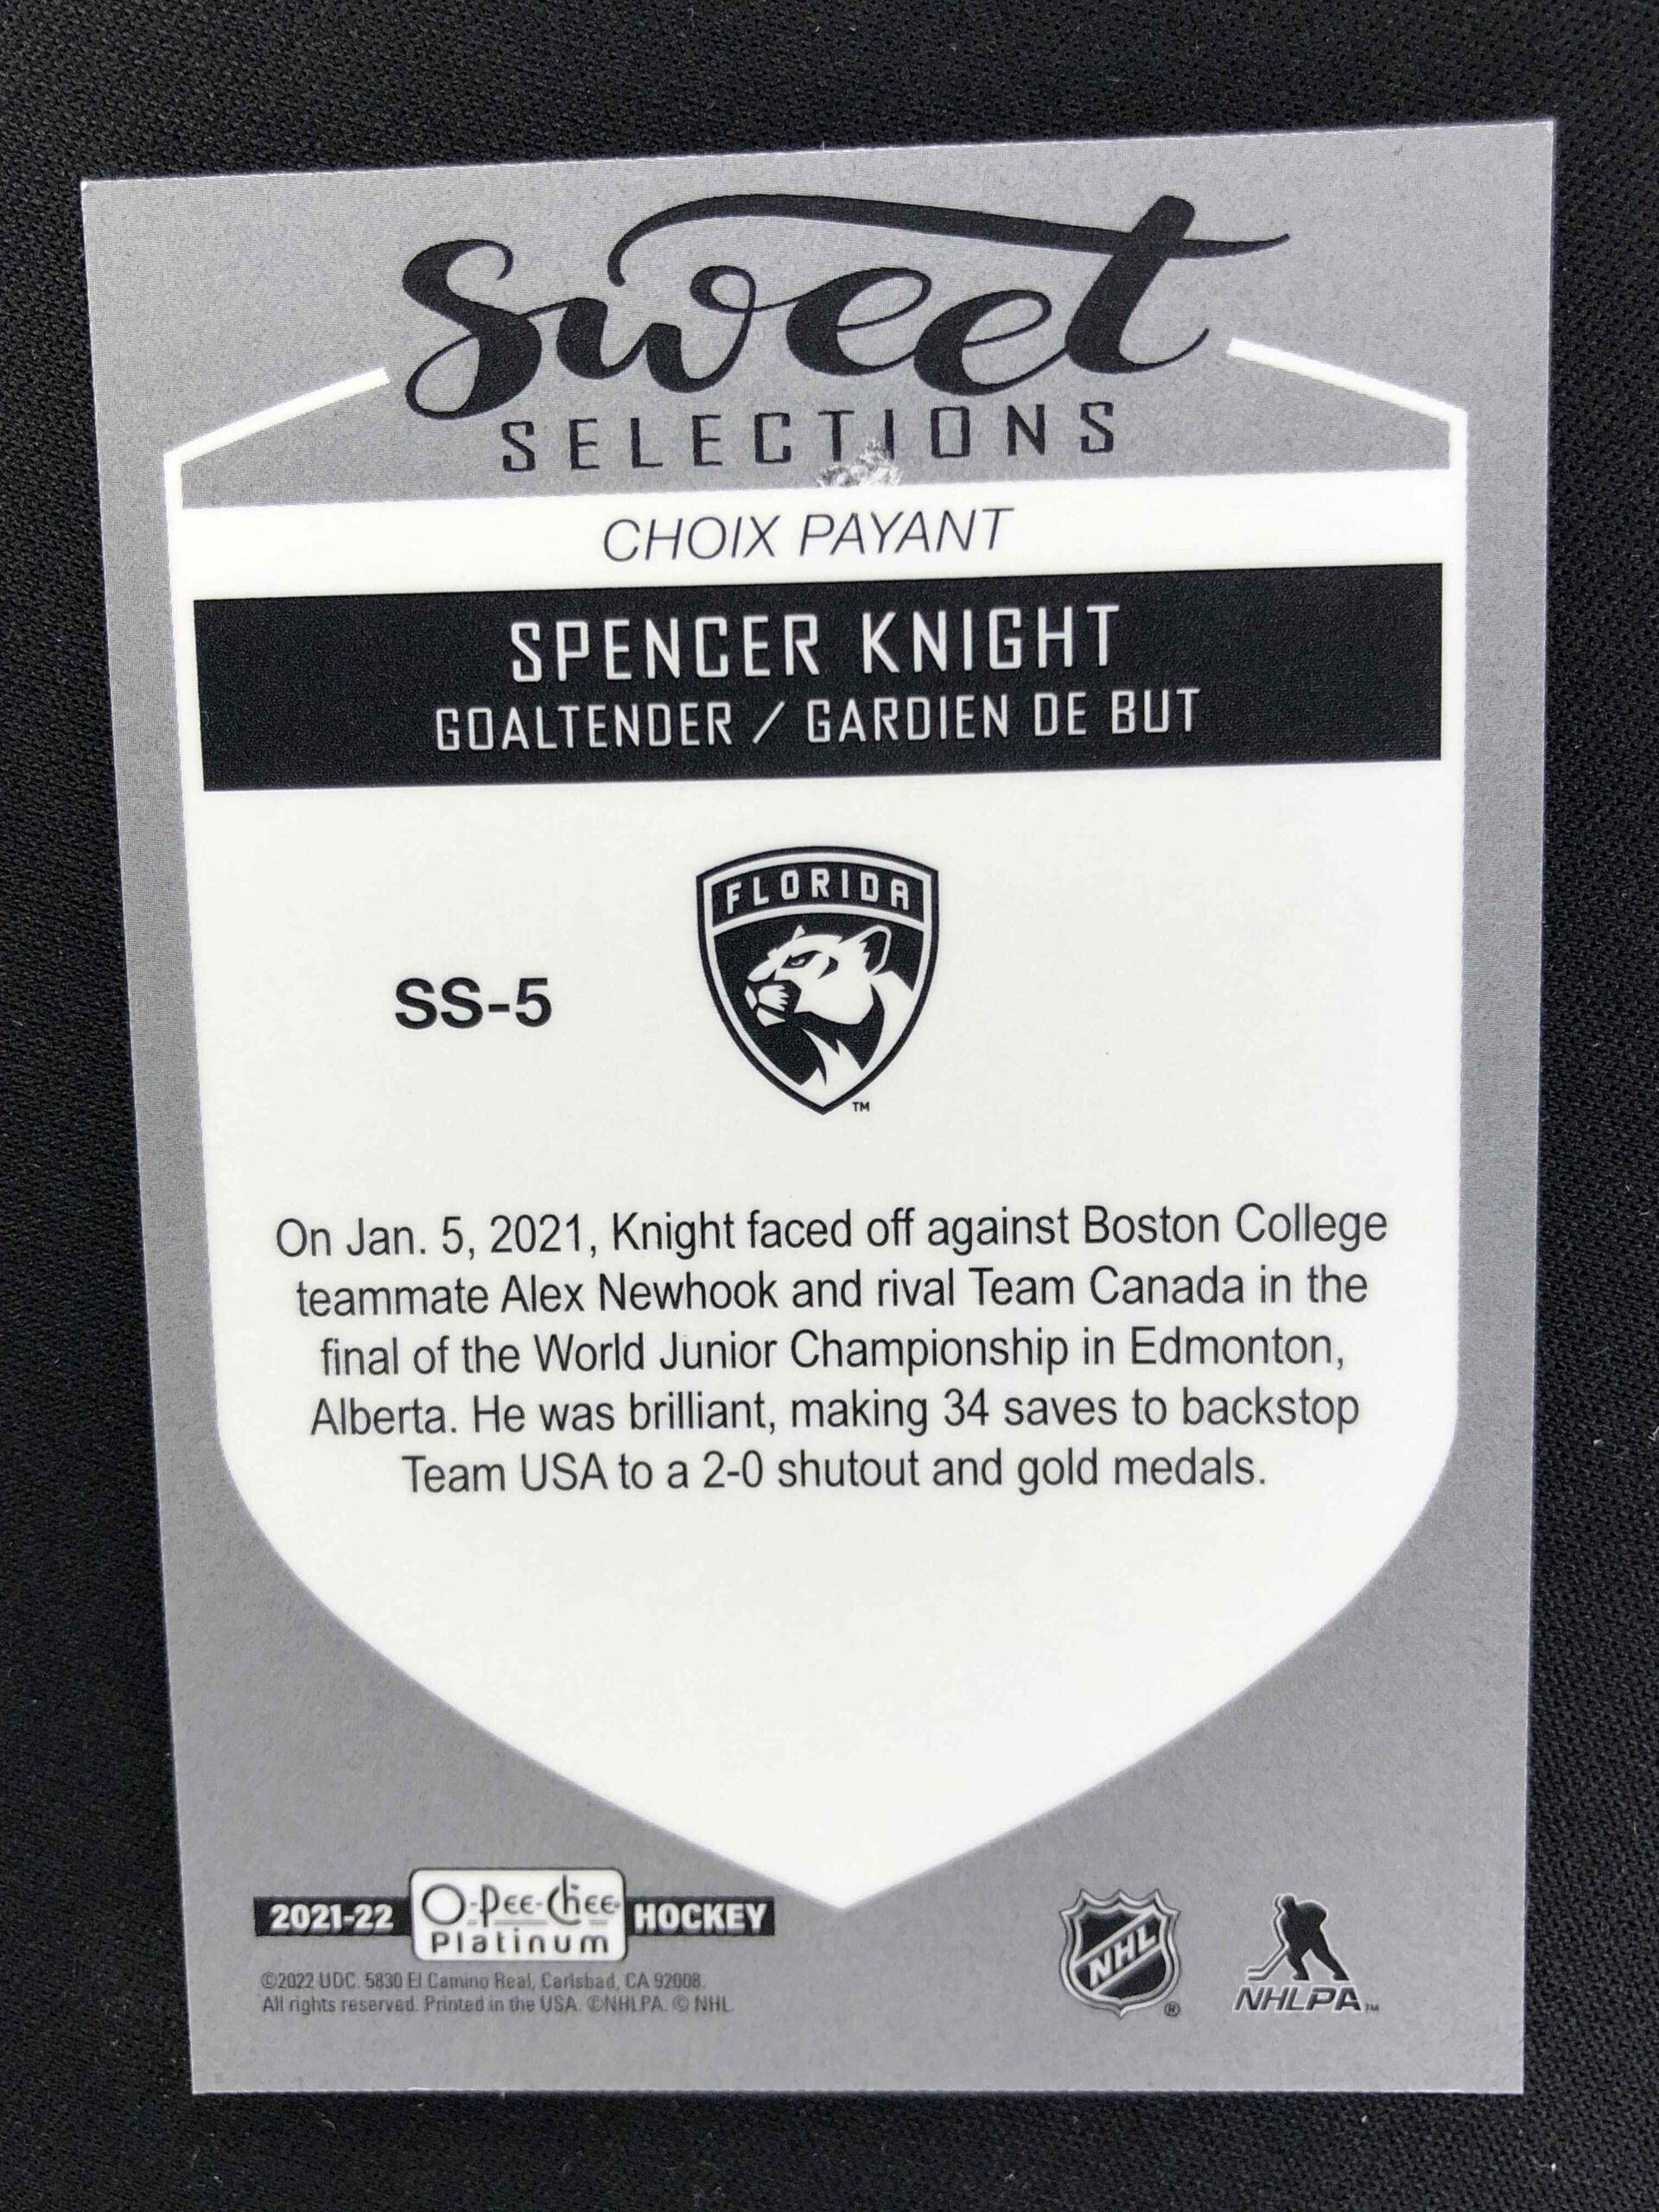 Sweet
SELECTIONS
CHOIX PAYANT
SPENCER KNIGHT
GOALTENDER / GARDIEN DE BUT
FLORIDA
SS-5
TM
On Jan. 5, 2021, Knight faced off against Boston College
teammate Alex Newhook and rival Team Canada in the
final of the World Junior Championship in Edmonton,
Alberta. He was brilliant, making 34 saves to backstop
Team USA to a 2-0 shutout and gold medals.
2021-22 O-Pee-Chee HOCKEY
Platinum
©2022 UDC. 5830 El Camino Real, Carlsbad, CA 92008.
All rights reserved. Printed in the USA. ©NHLPA. © NHL
NHL ®
NHLPA TM